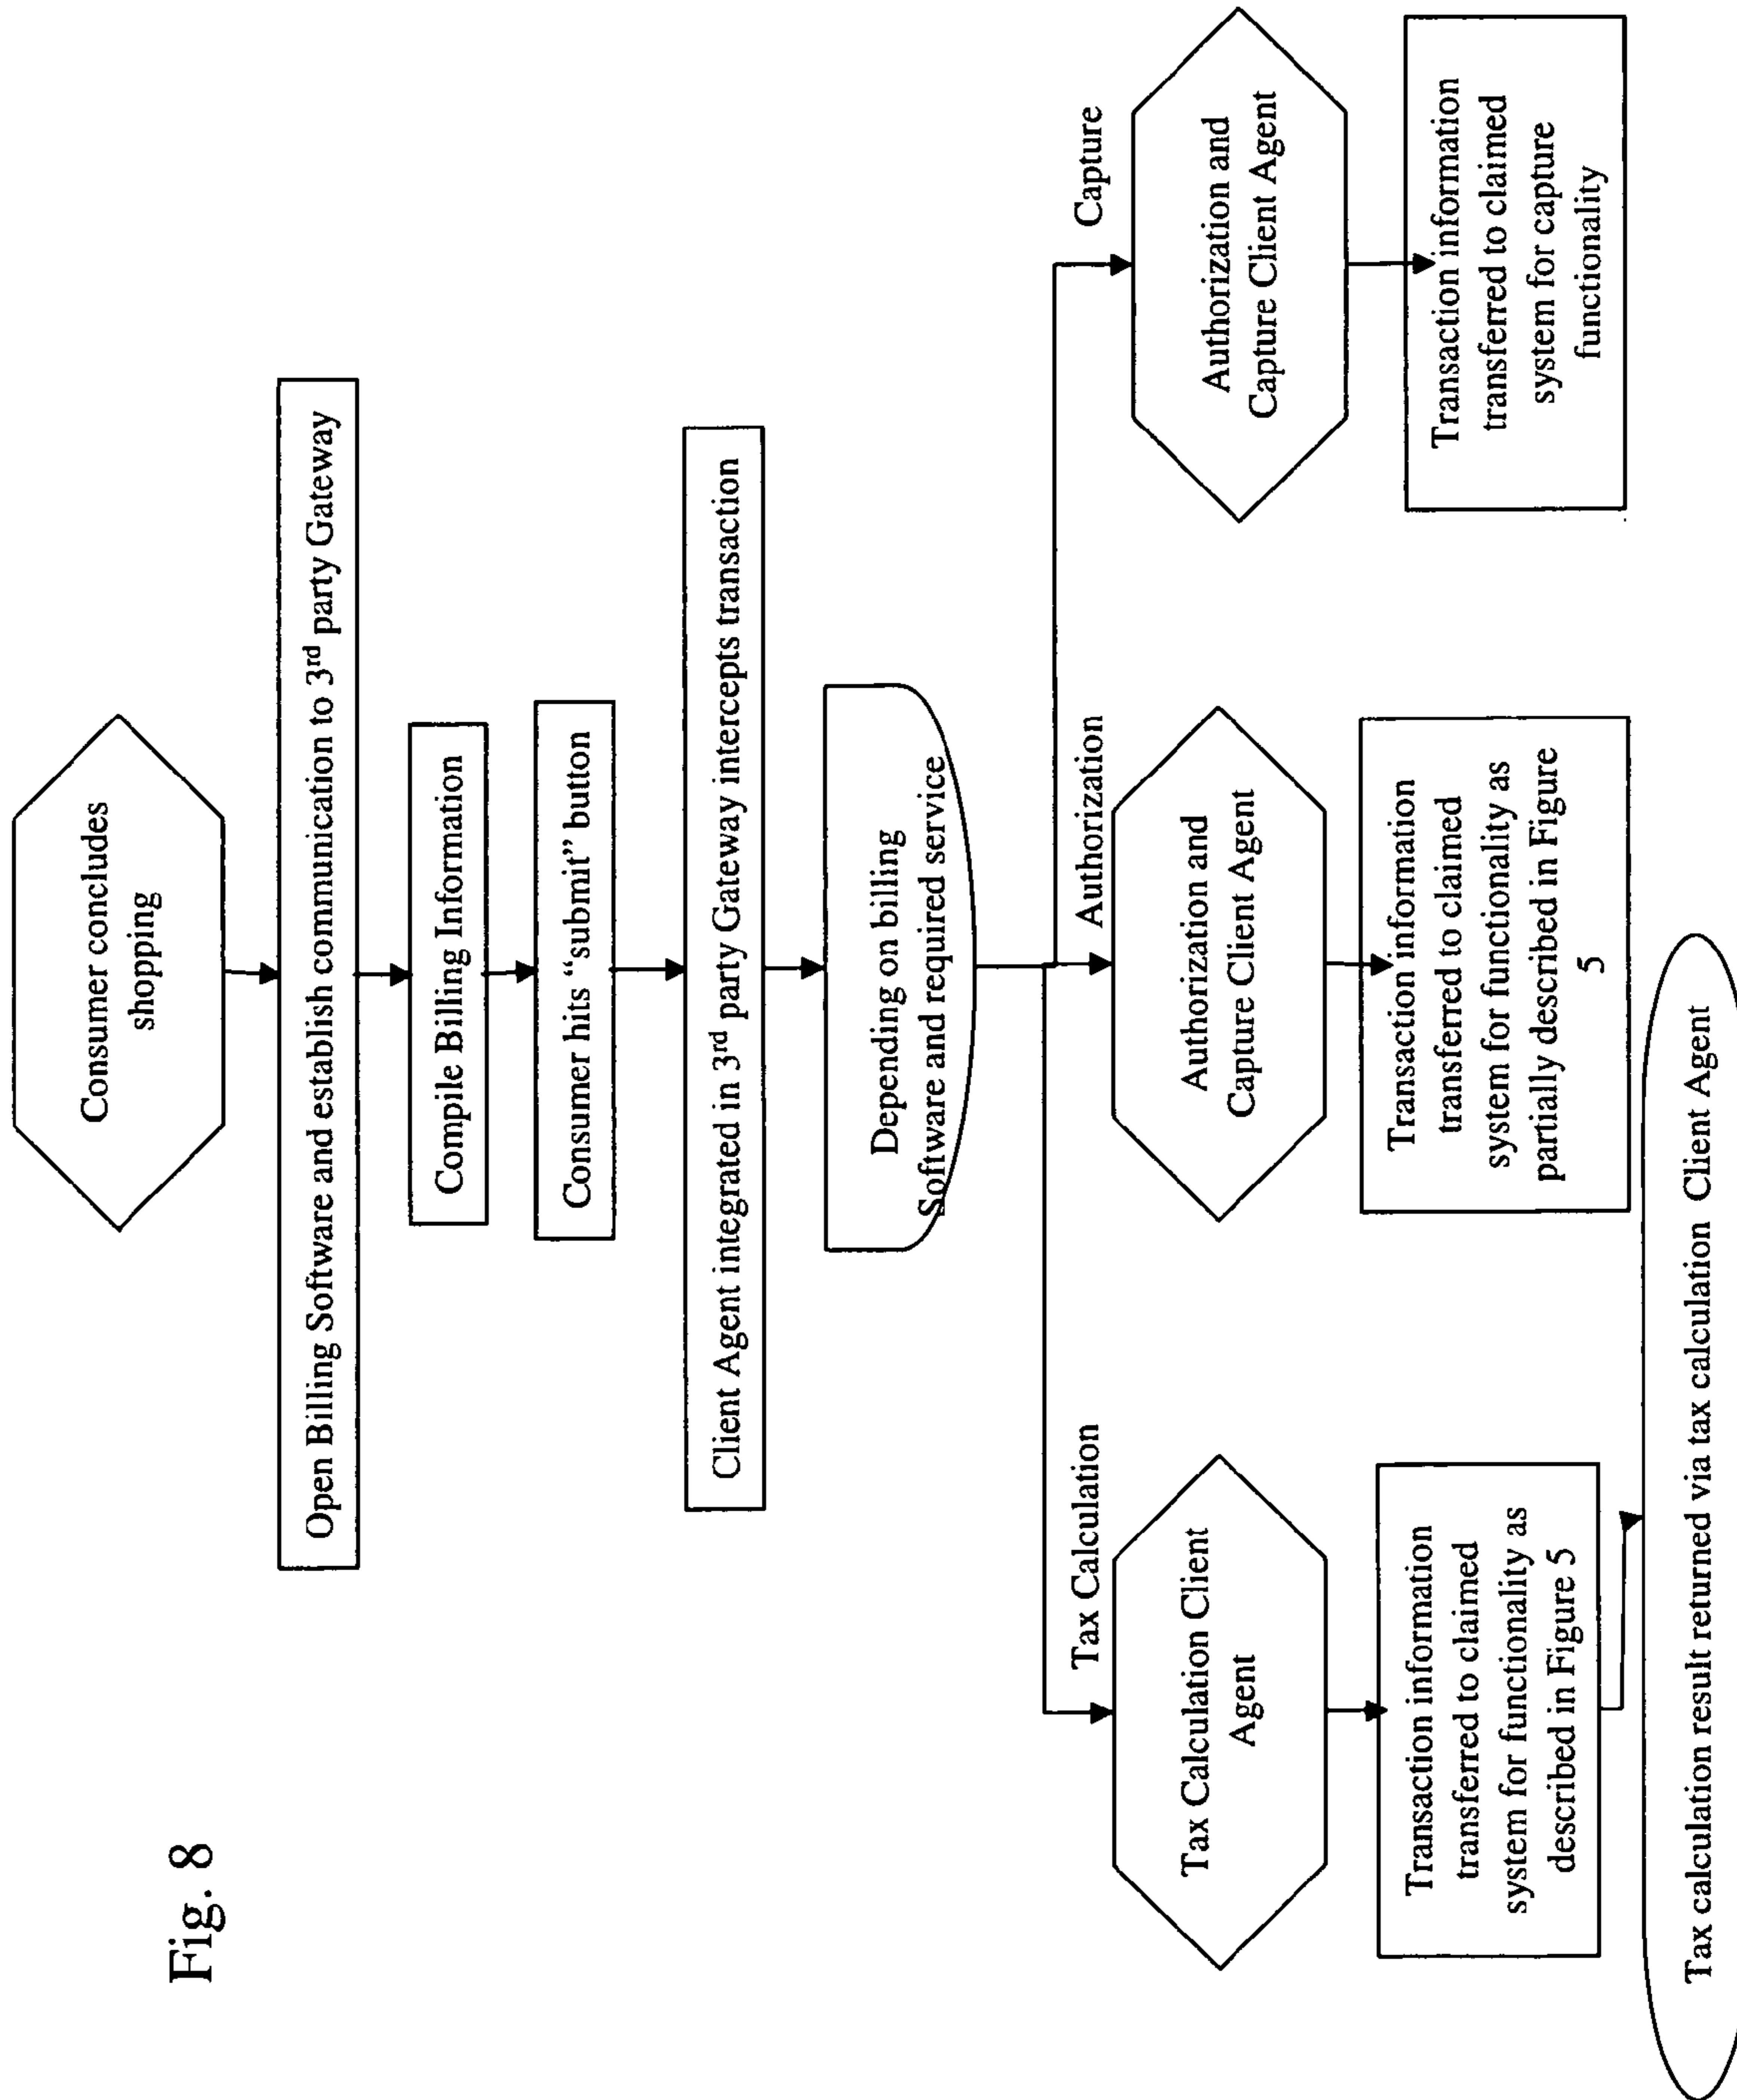 Fig. 8
Consumer concludes
shopping
Open Billing Software and establish communication to 3rd party Gateway
Compile Billing Information
Consumer hits “submit” button
Client Agent integrated in 3rd party Gateway intercepts transaction
Depending on billing
Software and required service
Tax Calculation
Tax Calculation Client
Agent
Transaction information
transferred to claimed
system for functionality as
described in Figure 5
Tax calculation result returned via tax calculation Client Agent
Authorization
Authorization and
Capture Client Agent
Transaction information
transferred to claimed
system for functionality as
partially described in Figure
5
Capture
Authorization and
Capture Client Agent
Transaction information
transferred to claimed
system for capture
functionality